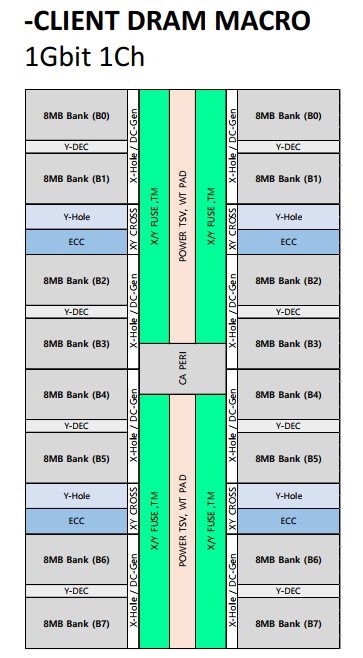 -CLIENT DRAM MACRO
1Gbit 1Ch
8MB Bank (B0)
Y-DEC
8MB Bank (B1)
Y-Hole
ECC
8MB Bank (B2)
Y-DEC
8MB Bank (B3)
8MB Bank (B4)
Y-DEC
8MB Bank (B5)
Y-Hole
ECC
8MB Bank (B6)
Y-DEC
8MB Bank (B7)
X-Hole / DC-Gen
XY CROSS
X-Hole / DC-Gen
X-Hole / DC-Gen
XY CROSS
X-Hole / DC-Gen
X/Y FUSE ,TM
X/Y FUSE ,TM
POWER TSV, WT PAD
CA PERI
POWER TSV, WT PAD
X/Y FUSE ,TM
X/Y FUSE ,TM
X-Hole / DC-Gen
XY CROSS
X-Hole / DC-Gen
X-Hole / DC-Gen
XY CROSS
X-Hole / DC-Gen
8MB Bank (B0)
Y-DEC
8MB Bank (B1)
Y-Hole
ECC
8MB Bank (B2)
Y-DEC
8MB Bank (B3)
8MB Bank (B4)
Y-DEC
8MB Bank (B5)
Y-Hole
ECC
8MB Bank (B6)
Y-DEC
8MB Bank (B7)